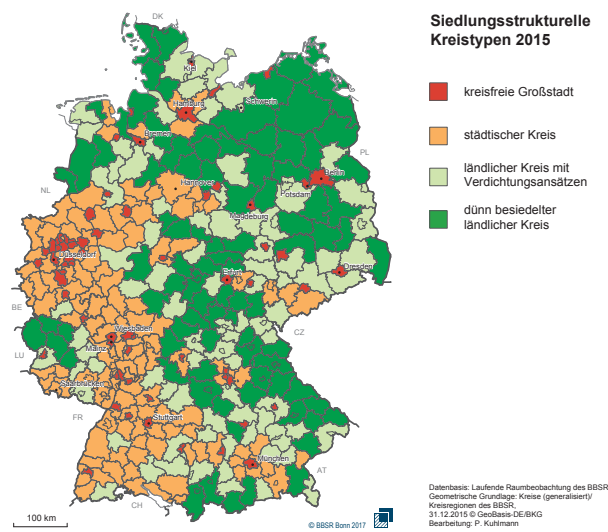 Siedlungsstrukturelle
Kreistypen 2015
kreisfreie Großstadt
städtischer Kreis
ländlicher Kreis mit
Verdichtungsansätzen
dünn besiedelter
ländlicher Kreis
DK
Kiel
Schwerin
Hamburg
Bremen
PL
Berlin
NL
Hannover
Potsdam
Magdeburg
Düsseldorf
Erfurt
Dresden
BE
Wiesbaden
CZ
Mainz
LU
Saarbrücken
FR
Stuttgart
München
AT
CH
100 km
© BBSR Bonn 2017
Datenbasis: Laufende Raumbeobachtung des BBSR
Geometrische Grundlage: Kreise (generalisiert)/
Kreisregionen des BBSR,
31.12.2015 © GeoBasis-DE/BKG
Bearbeitung: P. Kuhlmann